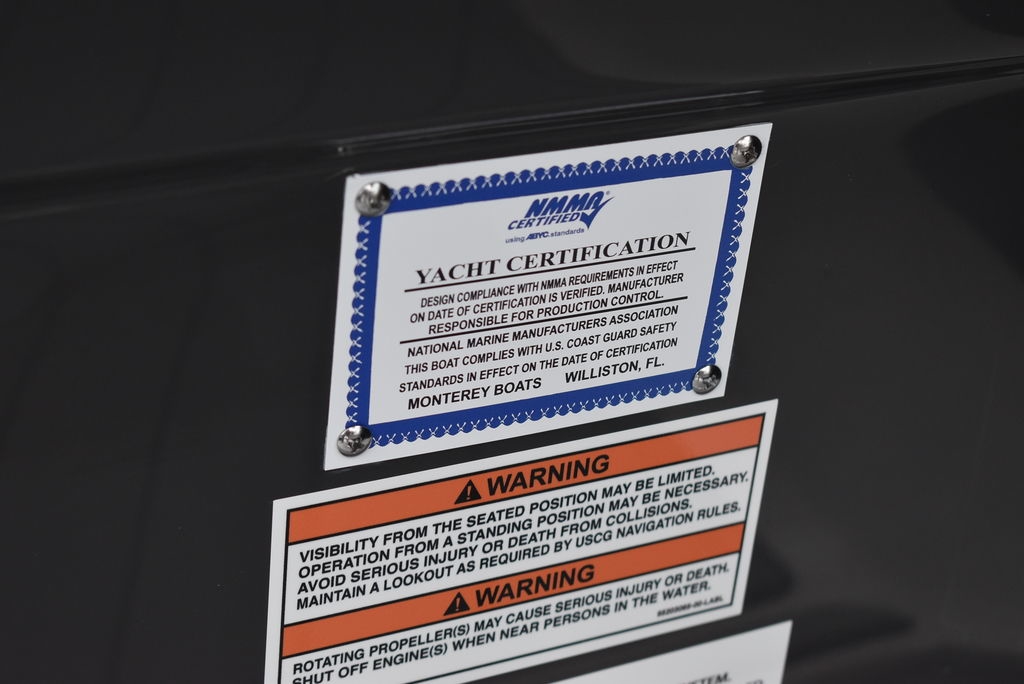 NMMA®
CERTIFIED
using ABYC standards
YACHT CERTIFICATION
DESIGN COMPLIANCE WITH NMMA REQUIREMENTS IN EFFECT
ON DATE OF CERTIFICATION IS VERIFIED. MANUFACTURER
RESPONSIBLE FOR PRODUCTION CONTROL.
NATIONAL MARINE MANUFACTURERS ASSOCIATION
THIS BOAT COMPLIES WITH U.S. COAST GUARD SAFETY
STANDARDS IN EFFECT ON THE DATE OF CERTIFICATION
MONTEREY BOATS WILLISTON, FL.
WARNING
VISIBILITY FROM THE SEATED POSITION MAY BE LIMITED.
OPERATION FROM A STANDING POSITION MAY BE NECESSARY.
AVOID SERIOUS INJURY OR DEATH FROM COLLISIONS.
MAINTAIN A LOOKOUT AS REQUIRED BY USCG NAVIGATION RULES.
WARNING
ROTATING PROPELLER(S) MAY CAUSE SERIOUS INJURY OR DEATH.
SHUT OFF ENGINE(S) WHEN NEAR PERSONS IN THE WATER.